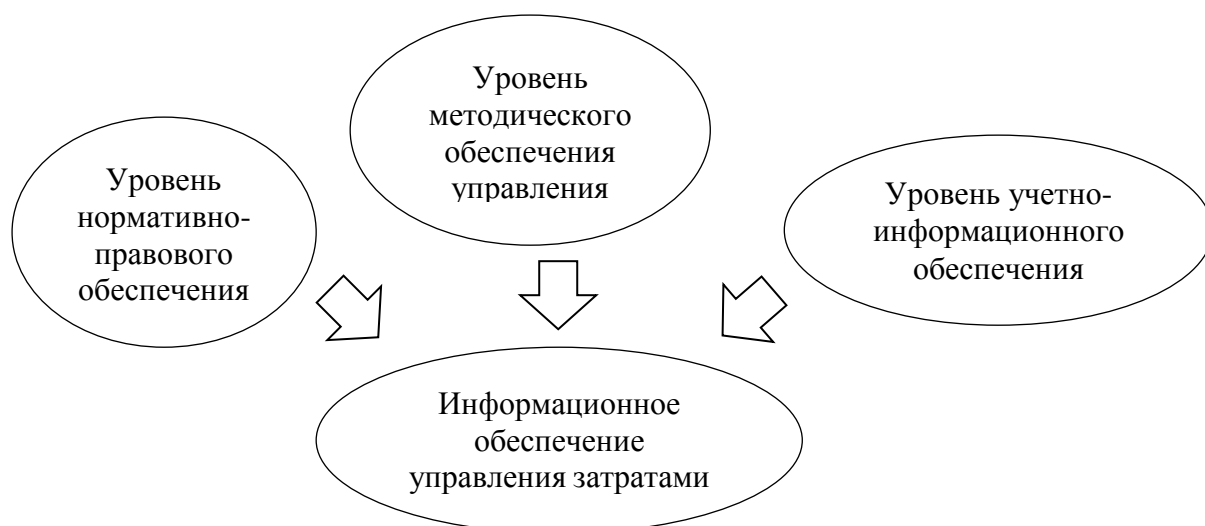 Уровень
методического
обеспечения
управления
Уровень
нормативно-
правового
обеспечения
Уровень учетно-
информационного
обеспечения
Информационное
обеспечение
управления затратами